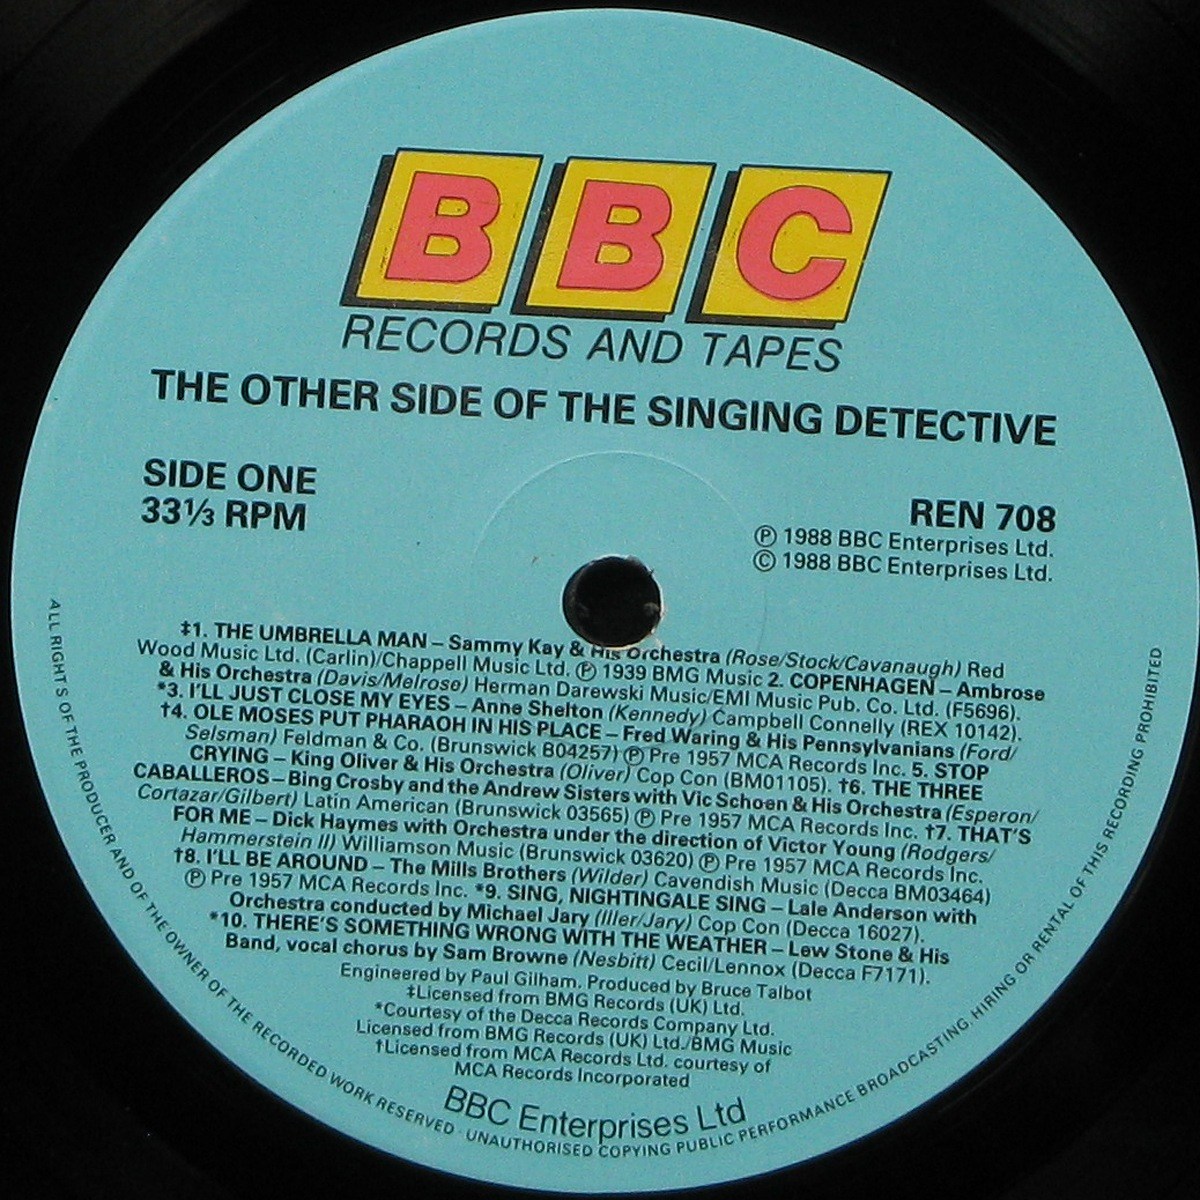 BBC
RECORDS AND TAPES
THE OTHER SIDE OF THE SINGING DETECTIVE
SIDE ONE
33⅓ RPM
REN 708
Ⓟ 1988 BBC Enterprises Ltd.
© 1988 BBC Enterprises Ltd.
‡1. THE UMBRELLA MAN – Sammy Kay & His Orchestra (Rose/Stock/Cavanaugh) Red
Wood Music Ltd. (Carlin)/Chappell Music Ltd. Ⓟ 1939 BMG Music 2. COPENHAGEN – Ambrose
& His Orchestra (Davis/Melrose) Herman Darewski Music/EMI Music Pub. Co. Ltd. (F5696).
*3. I'LL JUST CLOSE MY EYES – Anne Shelton (Kennedy) Campbell Connelly (REX 10142).
†4. OLE MOSES PUT PHARAOH IN HIS PLACE – Fred Waring & His Pennsylvanians (Ford/
Selsman) Feldman & Co. (Brunswick B04257) Ⓟ Pre 1957 MCA Records Inc. 5. STOP
CRYING – King Oliver & His Orchestra (Oliver) Cop Con (BM01105). †6. THE THREE
CABALLEROS – Bing Crosby and the Andrew Sisters with Vic Schoen & His Orchestra (Esperon/
Cortazar/Gilbert) Latin American (Brunswick 03565) Ⓟ Pre 1957 MCA Records Inc. †7. THAT'S
FOR ME – Dick Haymes with Orchestra under the direction of Victor Young (Rodgers/
Hammerstein II) Williamson Music (Brunswick 03620) Ⓟ Pre 1957 MCA Records Inc.
†8. I'LL BE AROUND – The Mills Brothers (Wilder) Cavendish Music (Decca BM03464)
Ⓟ Pre 1957 MCA Records Inc. *9. SING, NIGHTINGALE SING – Lale Anderson with
Orchestra conducted by Michael Jary (Iller/Jary) Cop Con (Decca 16027).
*10. THERE'S SOMETHING WRONG WITH THE WEATHER – Lew Stone & His
Band, vocal chorus by Sam Browne (Nesbitt) Cecil/Lennox (Decca F7171).
Engineered by Paul Gilham. Produced by Bruce Talbot
‡Licensed from BMG Records (UK) Ltd.
*Courtesy of the Decca Records Company Ltd.
Licensed from BMG Records (UK) Ltd./BMG Music
†Licensed from MCA Records Ltd. courtesy of
MCA Records Incorporated
BBC Enterprises Ltd
ALL RIGHTS OF THE PRODUCER AND OF THE OWNER OF THE RECORDED WORK RESERVED · UNAUTHORISED COPYING PUBLIC PERFORMANCE BROADCASTING, HIRING OR RENTAL OF THIS RECORDING PROHIBITED